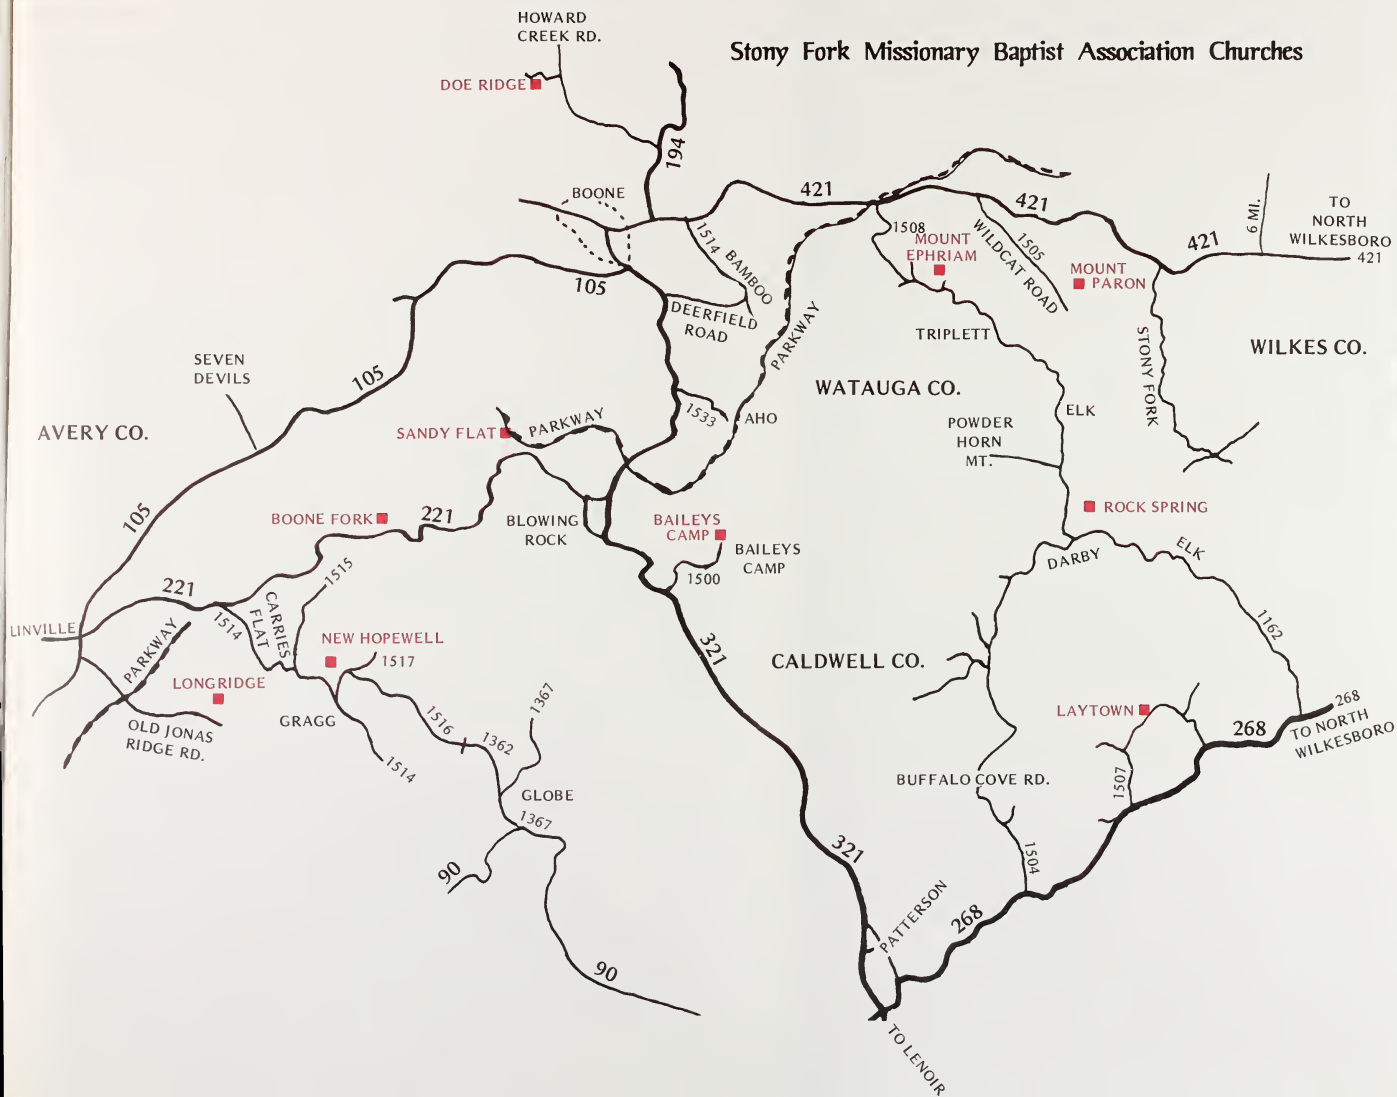 HOWARD
CREEK RD.
Stony Fork Missionary Baptist Association Churches
DOE RIDGE
194
BOONE
421
421
6 MI.
TO
NORTH
WILKESBORO
421
421
1508
MOUNT
EPHRIAM
WILDCAT ROAD
1505
MOUNT
PARON
1514
BAMBOO
105
DEERFIELD
ROAD
PARKWAY
TRIPLETT
STONY FORK
WILKES CO.
SEVEN
DEVILS
105
WATAUGA CO.
AVERY CO.
SANDY FLAT
PARKWAY
1533
AHO
ELK
POWDER
HORN
MT.
105
BOONE FORK
221
BLOWING
ROCK
BAILEYS
CAMP
BAILEYS
CAMP
1500
ROCK SPRING
DARBY
ELK
1162
221
1515
LINVILLE
PARKWAY
1514
CARRIES
FLAT
NEW HOPEWELL
1517
321
CALDWELL CO.
LONGRIDGE
GRAGG
OLD JONAS
RIDGE RD.
1516
1362
1367
1514
GLOBE
1367
90
90
LAYTOWN
268
268
TO NORTH
WILKESBORO
BUFFALO COVE RD.
1507
1504
321
PATTERSON
268
TO LENOIR